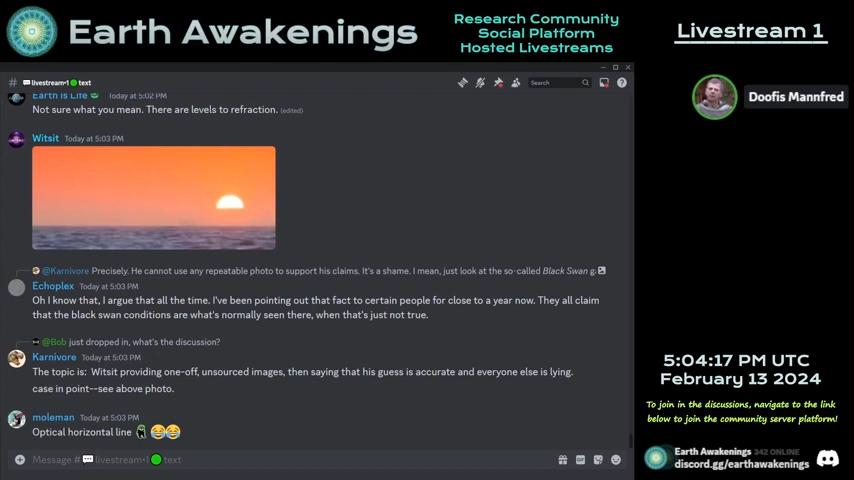 Earth Awakenings
Research Community
Social Platform
Hosted Livestreams
Livestream 1
# livestream-1 text
Search
Earth is Life Today at 5:02 PM
Not sure what you mean. There are levels to refraction. (edited)
Witsit Today at 5:03 PM
@Karnivore Precisely. He cannot use any repeatable photo to support his claims. It's a shame. I mean, just look at the so-called Black Swan g
Echoplex Today at 5:03 PM
Oh I know that, I argue that all the time. I've been pointing out that fact to certain people for close to a year now. They all claim
that the black swan conditions are what's normally seen there, when that's just not true.
@Bob just dropped in, what's the discussion?
Karnivore Today at 5:03 PM
The topic is: Witsit providing one-off, unsourced images, then saying that his guess is accurate and everyone else is lying.
case in point--see above photo.
moleman Today at 5:03 PM
Optical horizontal line
Message # livestream-1 text
Doofis Mannfred
5:04:17 PM UTC
February 13 2024
To join in the discussions, navigate to the link
below to join the community server platform!
Earth Awakenings 342 ONLINE
discord.gg/earthawakenings